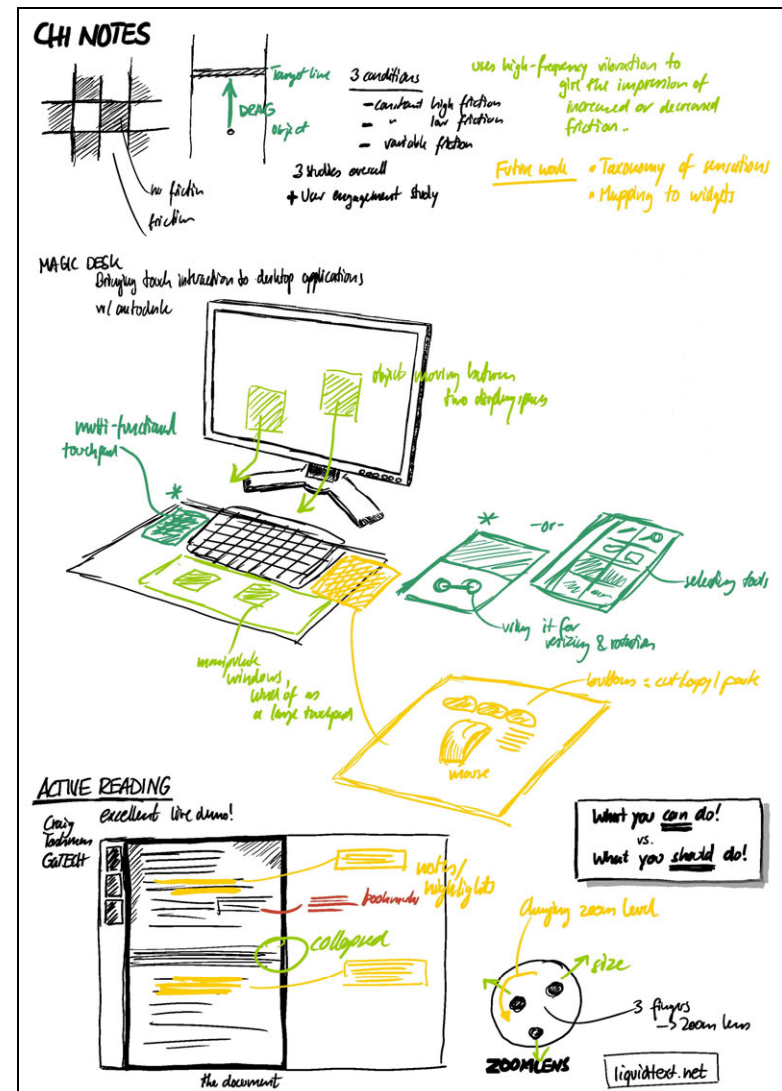 CHI NOTES
Target line
DRAG
object
no friction
friction
3 conditions
- constant high friction
- " low friction
- variable friction
3 studies overall
+ User engagement study
uses high-frequency vibration to
give the impression of
increased or decreased
friction.
Future work • Taxonomy of sensations
• Mapping to widgets
MAGIC DESK
Bringing touch interaction to desktop applications
w/ autodesk
objects moving between
two display spaces
multi-functional
touchpad
*
*
-or-
selecting tools
using it for
resizing & rotation
manipulate
windows,
kind of as
a large touchpad
buttons = cut/copy/paste
mouse
ACTIVE READING
excellent live demo!
Craig
Tashman
GaTECH
notes/
highlights
bookmarks
collapsed
the document
What you can do!
vs.
What you should do!
Changing zoom level
size
3 fingers
→ zoom lens
ZOOMLENS
liquidtext.net